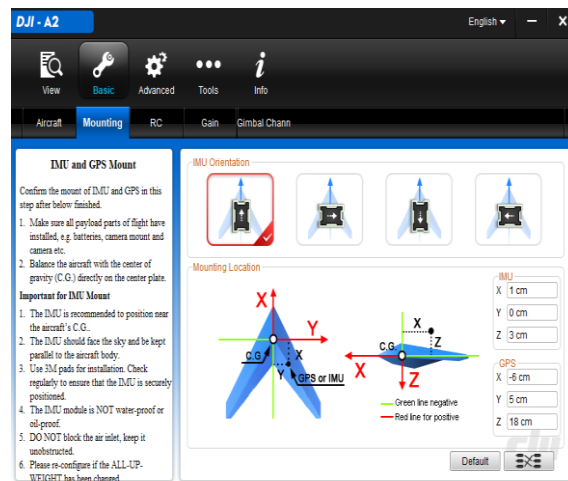 DJI - A2
English
View
Basic
Advanced
Tools
Info
Aircraft
Mounting
RC
Gain
Gimbal Chann
IMU and GPS Mount
Confirm the mount of IMU and GPS in this
step after below finished.
1. Make sure all payload parts of flight have
installed, e.g. batteries, camera mount and
camera etc.
2. Balance the aircraft with the center of
gravity (C.G.) directly on the center plate.
Important for IMU Mount
1. The IMU is recommended to position near
the aircraft's C.G..
2. The IMU should face the sky and be kept
parallel to the aircraft body.
3. Use 3M pads for installation. Check
regularly to ensure that the IMU is securely
positioned.
4. The IMU module is NOT water-proof or
oil-proof.
5. DO NOT block the air inlet, keep it
unobstructed.
6. Please re-configure if the ALL-UP-
WEIGHT has been changed
IMU Orientation
Mounting Location
X
Y
C.G
X
Y
GPS or IMU
X
C.G
Z
X
Z
Green line negative
Red line for positive
IMU
X 1 cm
Y 0 cm
Z 3 cm
GPS
X -6 cm
Y 5 cm
Z 18 cm
Default